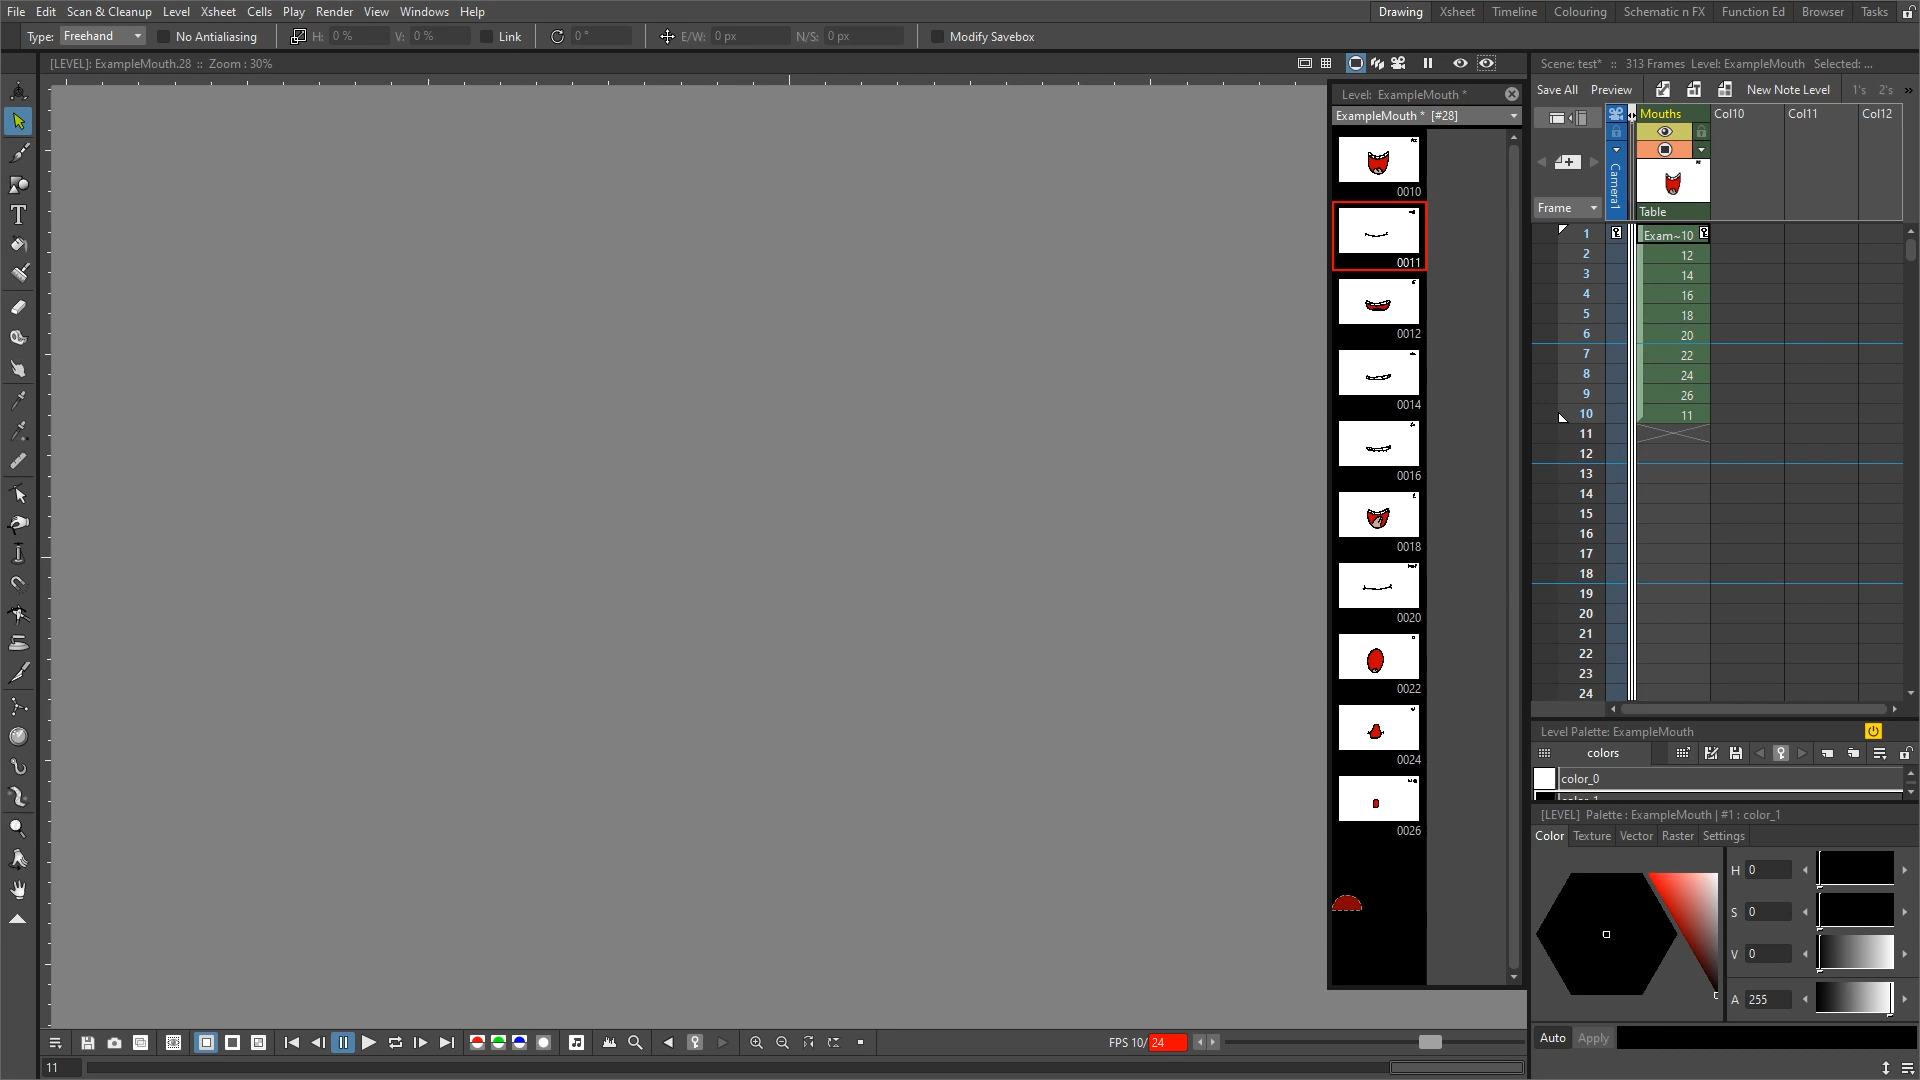 File Edit Scan & Cleanup Level Xsheet Cells Play Render View Windows Help
Drawing Xsheet Timeline Colouring Schematic n FX Function Ed Browser Tasks
Type: Freehand No Antialiasing H: 0 % V: 0 % Link 0 ° E/W: 0 px N/S: 0 px Modify Savebox
[LEVEL]: ExampleMouth.28 :: Zoom : 30%
Scene: test* :: 313 Frames Level: ExampleMouth Selected: ...
Level: ExampleMouth *
ExampleMouth * [#28]
0010
0011
0012
0014
0016
0018
0020
0022
0024
0026
Save All Preview New Note Level 1's 2's »
Mouths Col10 Col11 Col12
Camera1
Frame
Table
1 Exam~10
2 12
3 14
4 16
5 18
6 20
7 22
8 24
9 26
10 11
11
12
13
14
15
16
17
18
19
20
21
22
23
24
Level Palette: ExampleMouth
colors
color_0
[LEVEL] Palette : ExampleMouth | #1 : color_1
Color Texture Vector Raster Settings
H 0
S 0
V 0
A 255
Auto Apply
FPS 10/ 24
11